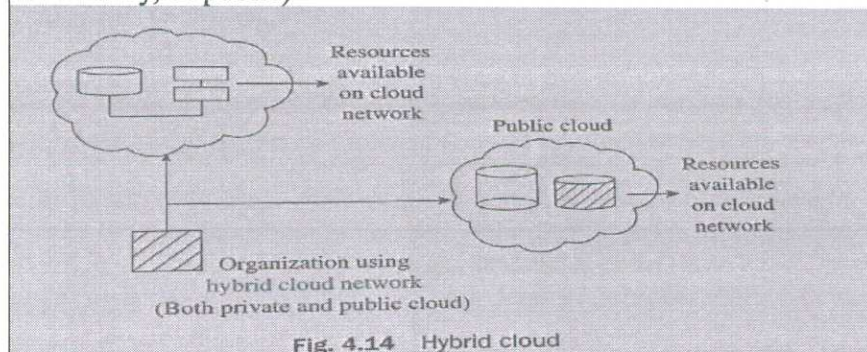 Resources
available
on cloud
network
Public cloud
Resources
available
on cloud
network
Organization using
hybrid cloud network
(Both private and public cloud)
Fig. 4.14 Hybrid cloud